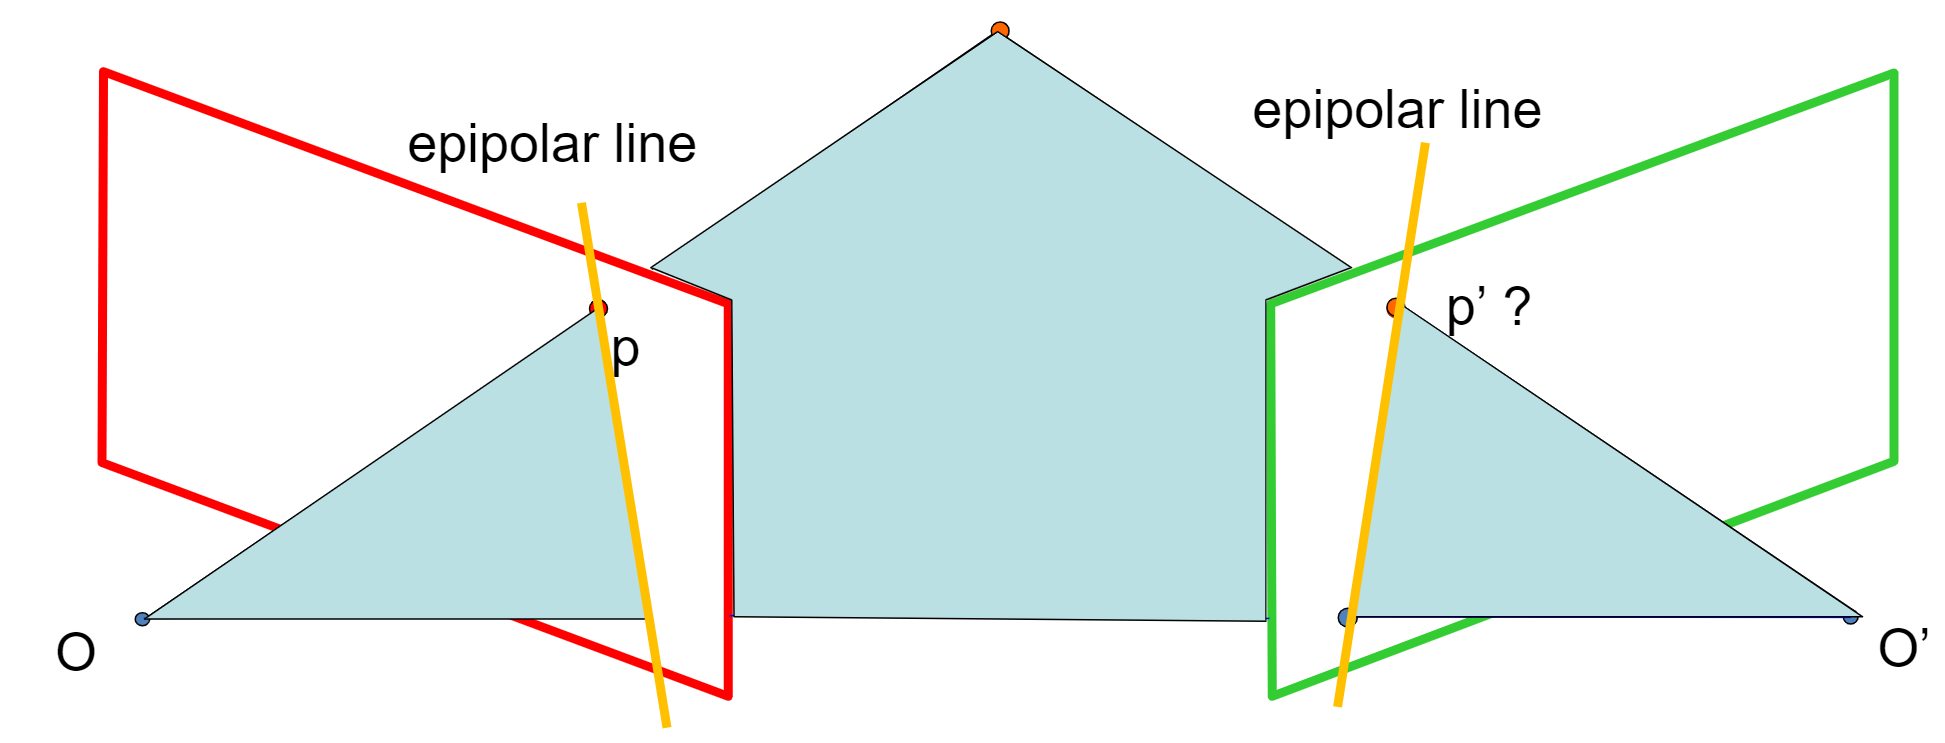 epipolar line
epipolar line
p
p’ ?
O
O’